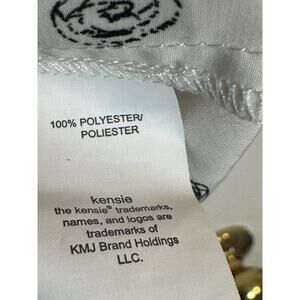 100% POLYESTER/
POLIESTER
kensie
the kensie® trademarks,
names, and logos are
trademarks of
KMJ Brand Holdings
LLC.